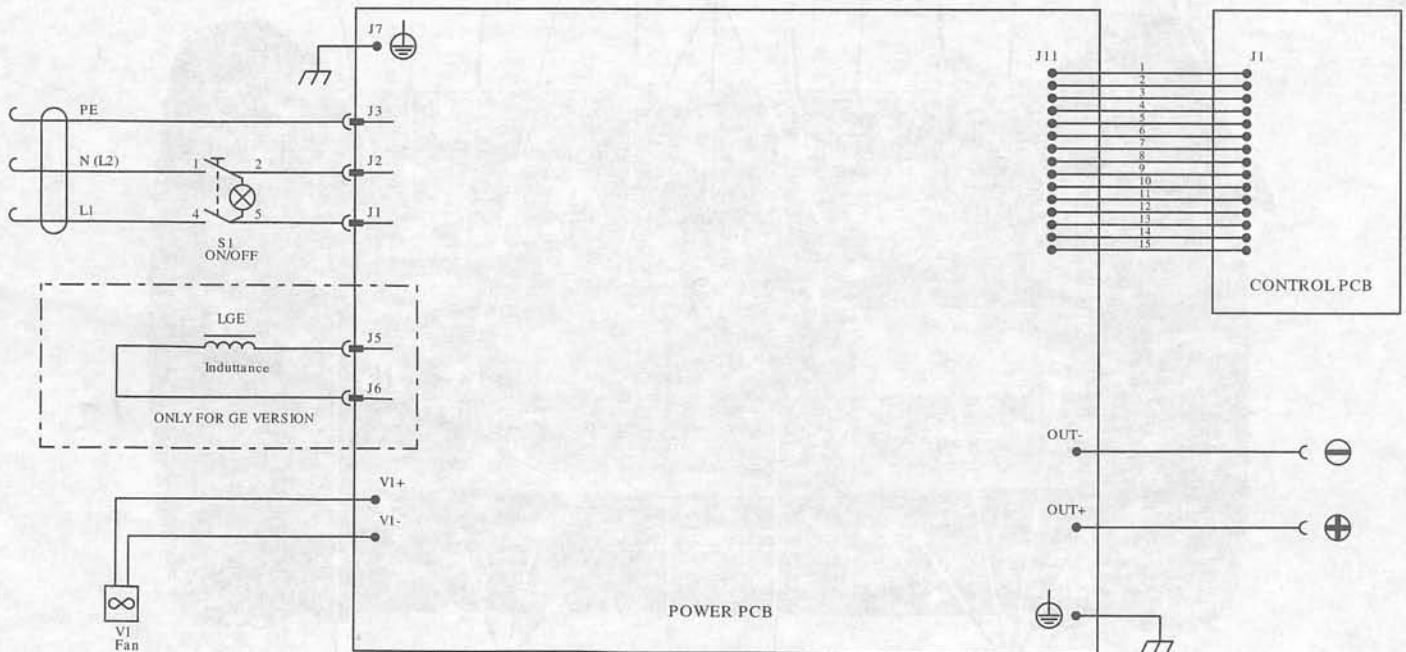 J7
PE
J3
N (L2)
1
2
J2
L1
4
5
J1
S1
ON/OFF
LGE
J5
Induttance
J6
ONLY FOR GE VERSION
V1+
V1-
V1
Fan
POWER PCB
J11
J1
1
2
3
4
5
6
7
8
9
10
11
12
13
14
15
CONTROL PCB
OUT-
OUT+